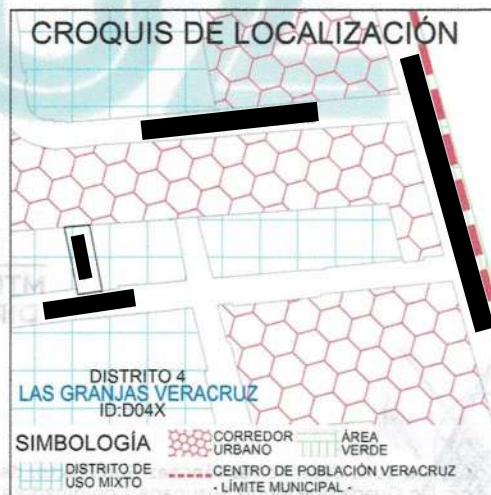 CROQUIS DE LOCALIZACIÓN
DISTRITO 4
LAS GRANJAS VERACRUZ
ID:D04X
SIMBOLOGÍA
CORREDOR URBANO
ÁREA VERDE
DISTRITO DE USO MIXTO
CENTRO DE POBLACIÓN VERACRUZ
- LÍMITE MUNICIPAL -